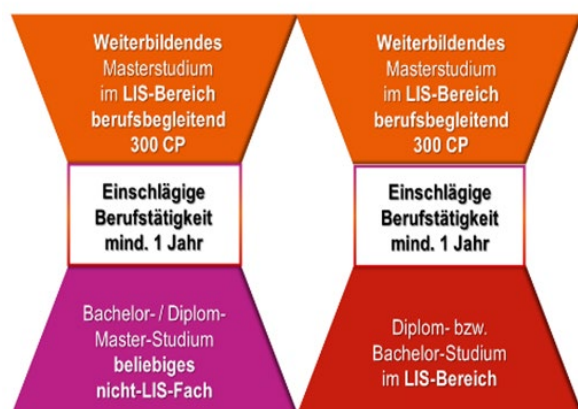 Weiterbildendes
Masterstudium
im LIS-Bereich
berufsbegleitend
300 CP
Einschlägige
Berufstätigkeit
mind. 1 Jahr
Bachelor- / Diplom-
Master-Studium
beliebiges
nicht-LIS-Fach
Weiterbildendes
Masterstudium
im LIS-Bereich
berufsbegleitend
300 CP
Einschlägige
Berufstätigkeit
mind. 1 Jahr
Diplom- bzw.
Bachelor-Studium
im LIS-Bereich